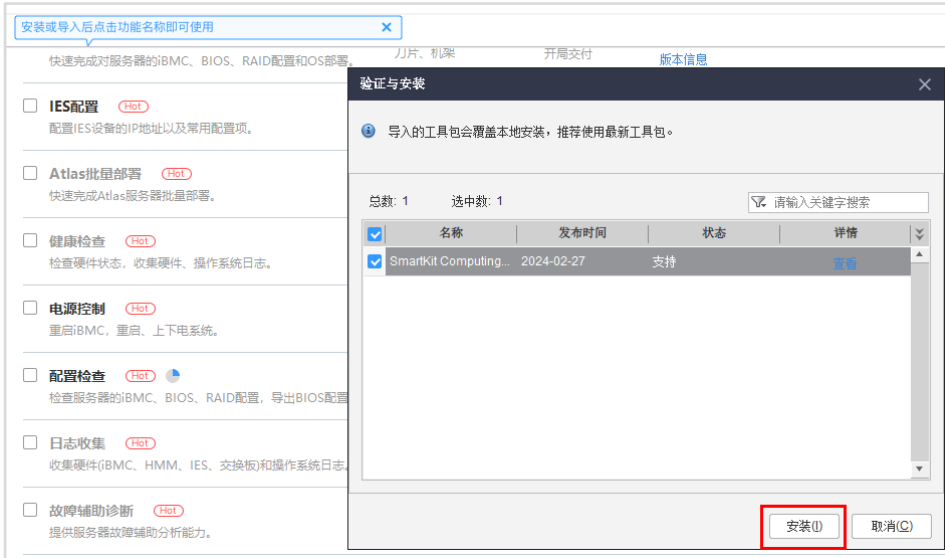 安装或导入后点击功能名称即可使用
快速完成对服务器的iBMC、BIOS、RAID配置和OS部署。
刀片、机架
开局交付
版本信息
IES配置 Hot
配置IES设备的IP地址以及常用配置项。
Atlas批量部署 Hot
快速完成Atlas服务器批量部署。
健康检查 Hot
检查硬件状态，收集硬件、操作系统日志。
电源控制 Hot
重启iBMC，重启、上下电系统。
配置检查 Hot
检查服务器的iBMC、BIOS、RAID配置，导出BIOS配置
日志收集 Hot
收集硬件(iBMC、HMM、IES、交换板)和操作系统日志。
故障辅助诊断 Hot
提供服务器故障辅助分析能力。
验证与安装
导入的工具包会覆盖本地安装，推荐使用最新工具包。
总数: 1 选中数: 1
请输入关键字搜索
名称 发布时间 状态 详情
SmartKit Computing... 2024-02-27 支持 查看
安装(I) 取消(C)